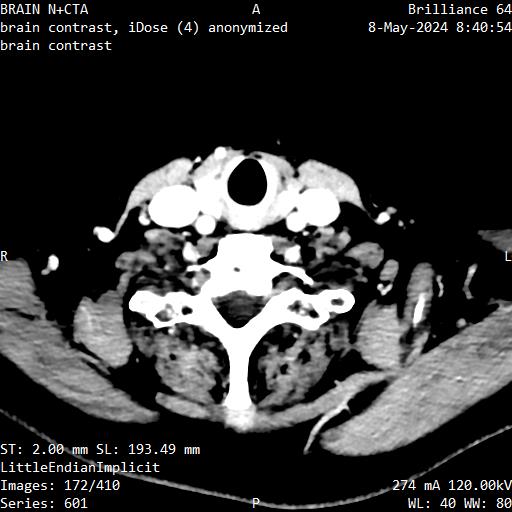 BRAIN N+CTA
A
Brilliance 64
brain contrast, iDose (4) anonymized
8-May-2024 8:40:54
brain contrast
R
L
ST: 2.00 mm SL: 193.49 mm
LittleEndianImplicit
Images: 172/410
274 mA 120.00kV
Series: 601
P
WL: 40 WW: 80